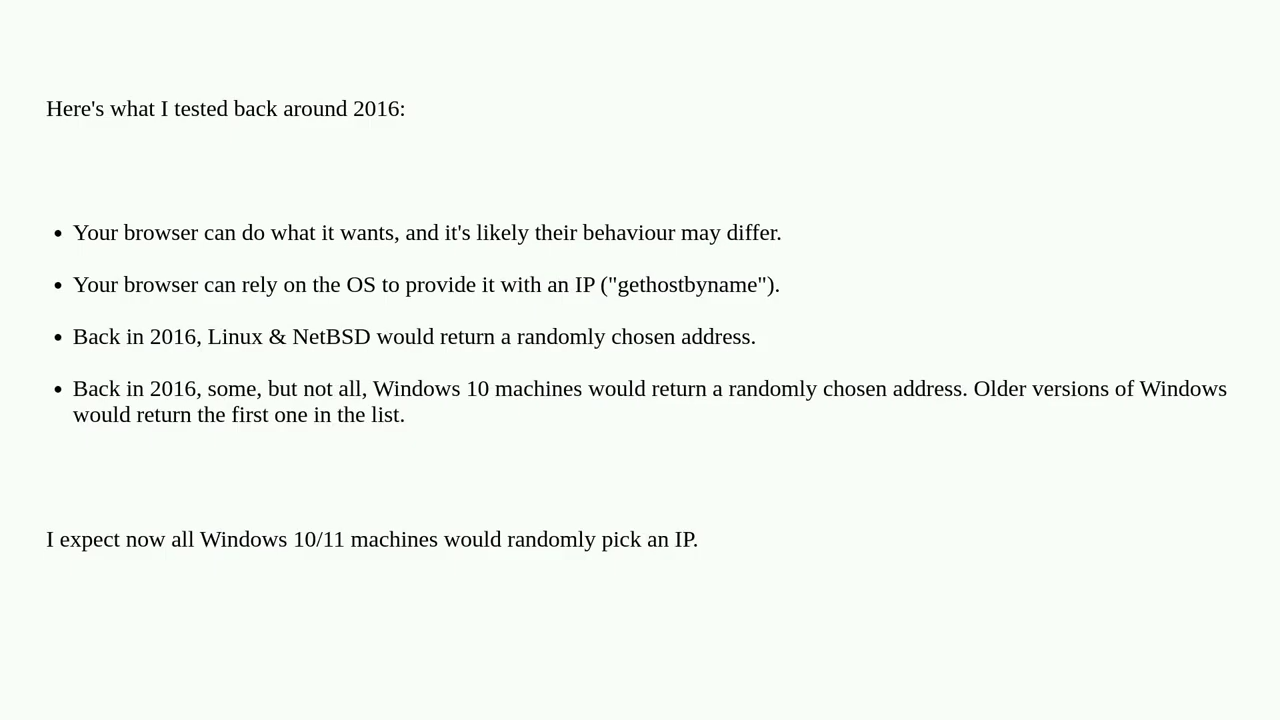 Here's what I tested back around 2016:
• Your browser can do what it wants, and it's likely their behaviour may differ.
• Your browser can rely on the OS to provide it with an IP ("gethostbyname").
• Back in 2016, Linux & NetBSD would return a randomly chosen address.
• Back in 2016, some, but not all, Windows 10 machines would return a randomly chosen address. Older versions of Windows
would return the first one in the list.
I expect now all Windows 10/11 machines would randomly pick an IP.